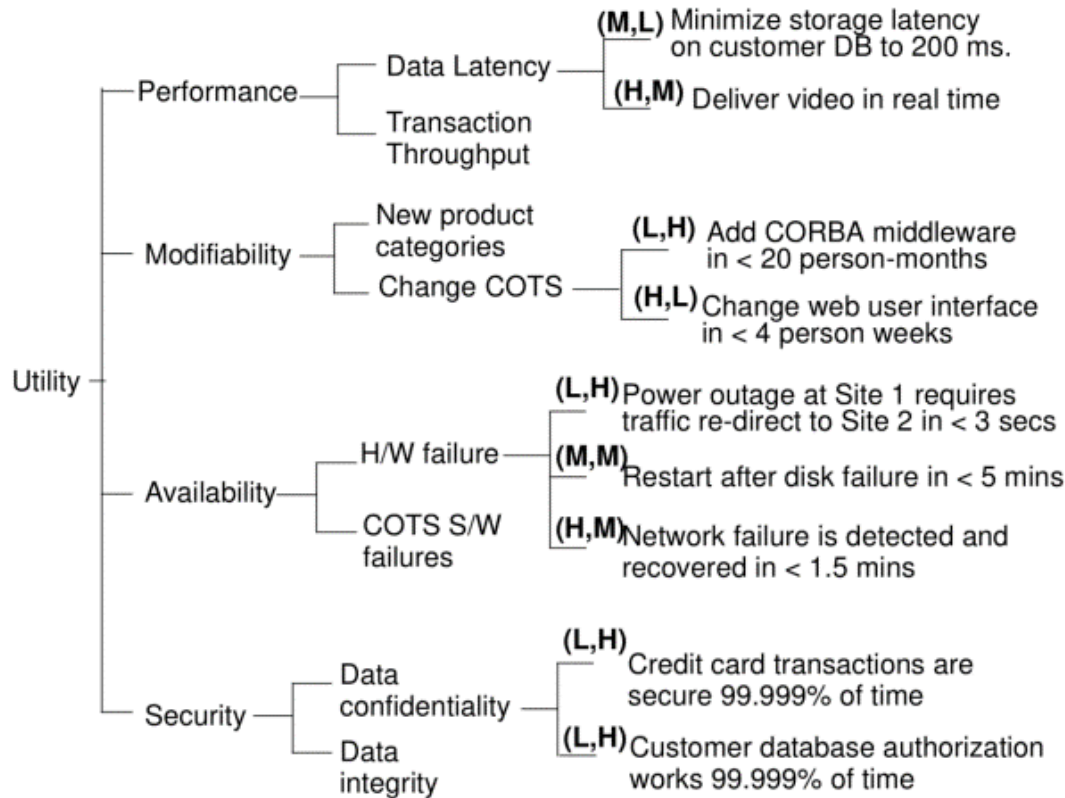 Utility
Performance
Data Latency
(M,L) Minimize storage latency
on customer DB to 200 ms.
(H,M) Deliver video in real time
Transaction
Throughput
Modifiability
New product
categories
Change COTS
(L,H) Add CORBA middleware
in < 20 person-months
(H,L) Change web user interface
in < 4 person weeks
Availability
H/W failure
(L,H) Power outage at Site 1 requires
traffic re-direct to Site 2 in < 3 secs
(M,M) Restart after disk failure in < 5 mins
(H,M) Network failure is detected and
recovered in < 1.5 mins
COTS S/W
failures
Security
Data
confidentiality
(L,H) Credit card transactions are
secure 99.999% of time
(L,H) Customer database authorization
works 99.999% of time
Data
integrity